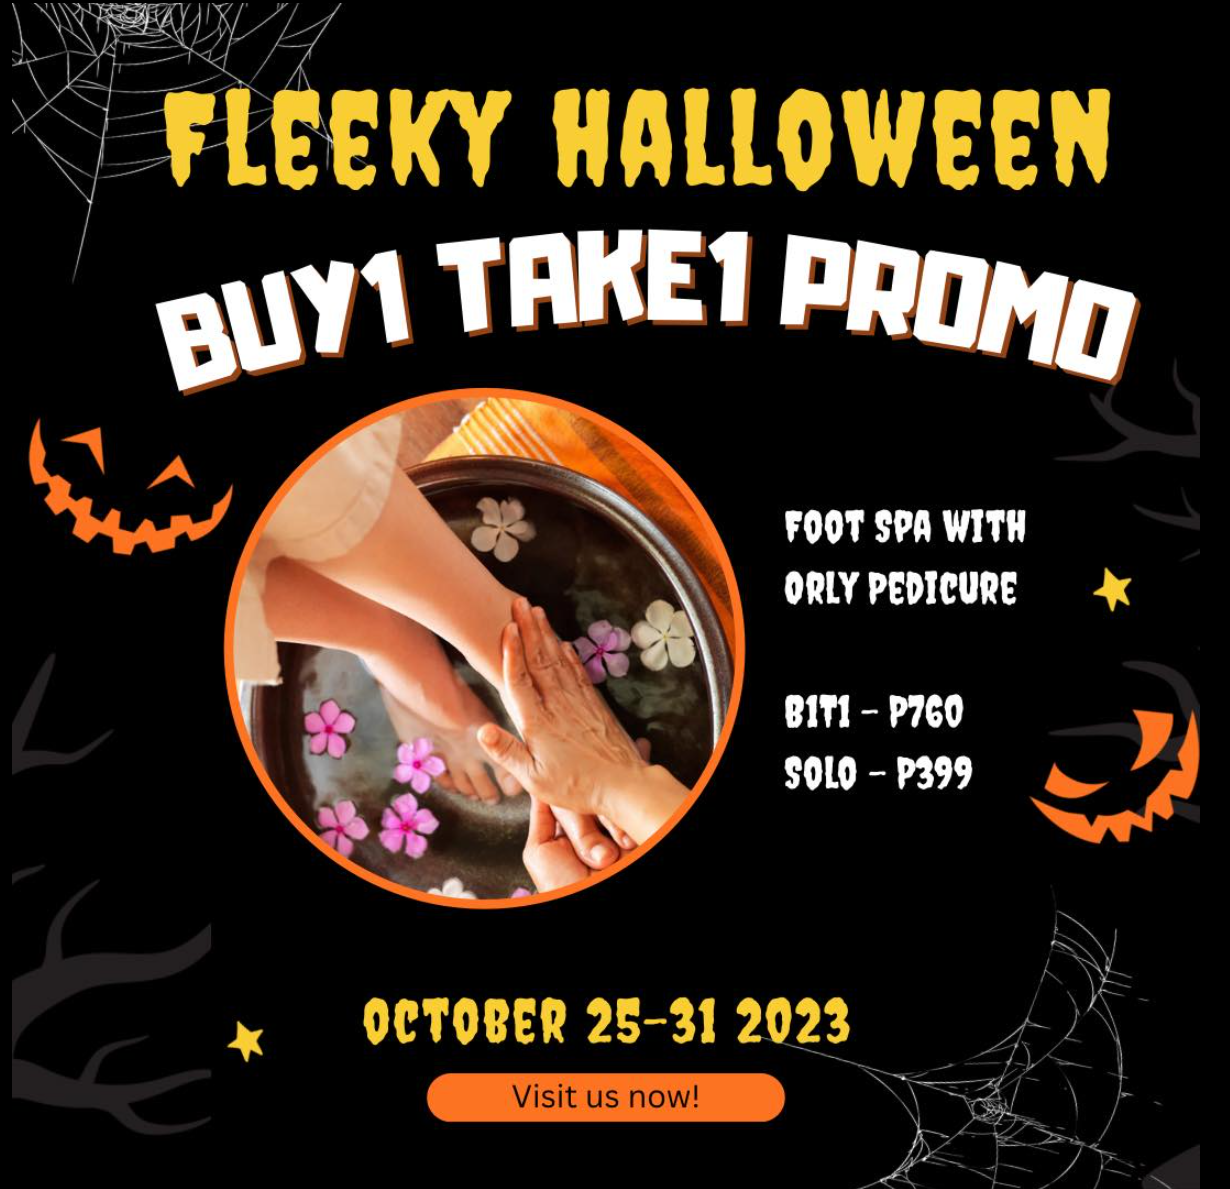 FLEEKY HALLOWEEN
BUY1 TAKE1 PROMO
FOOT SPA WITH
ORLY PEDICURE
B1T1 – P760
SOLO – P399
OCTOBER 25-31 2023
Visit us now!